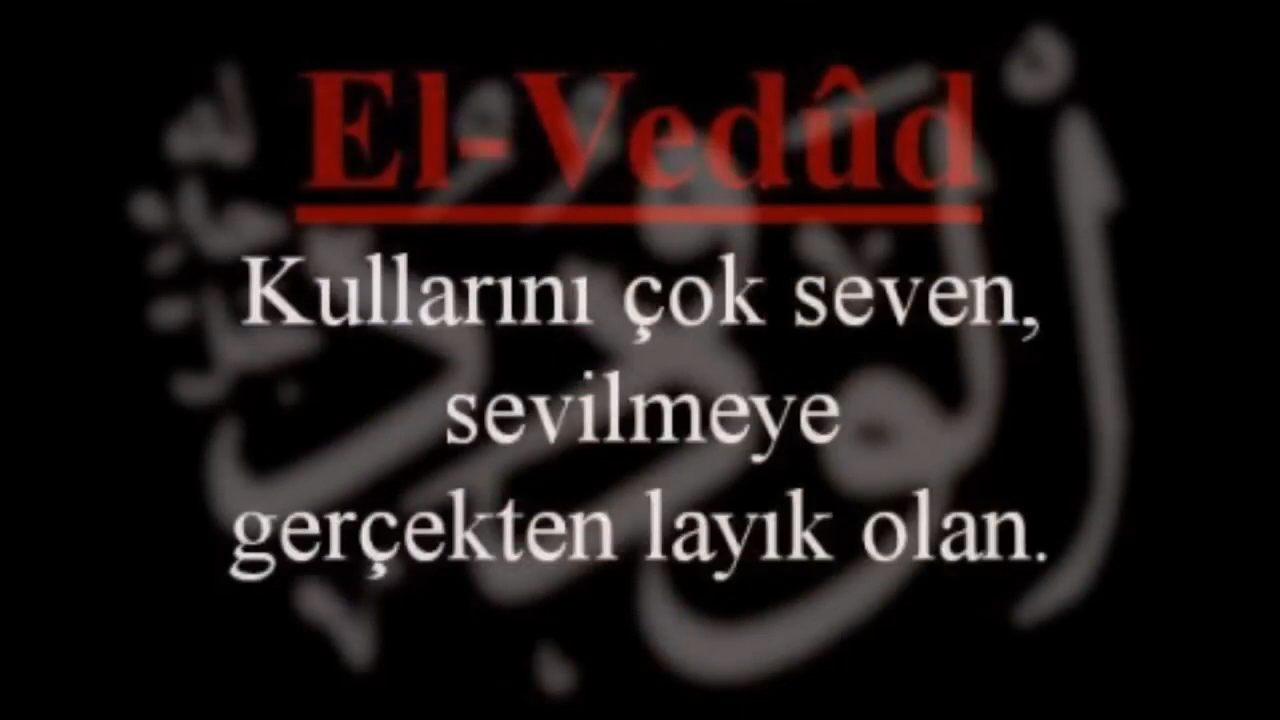 El-Vedûd
Kullarını çok seven,
sevilmeye
gerçekten layık olan.